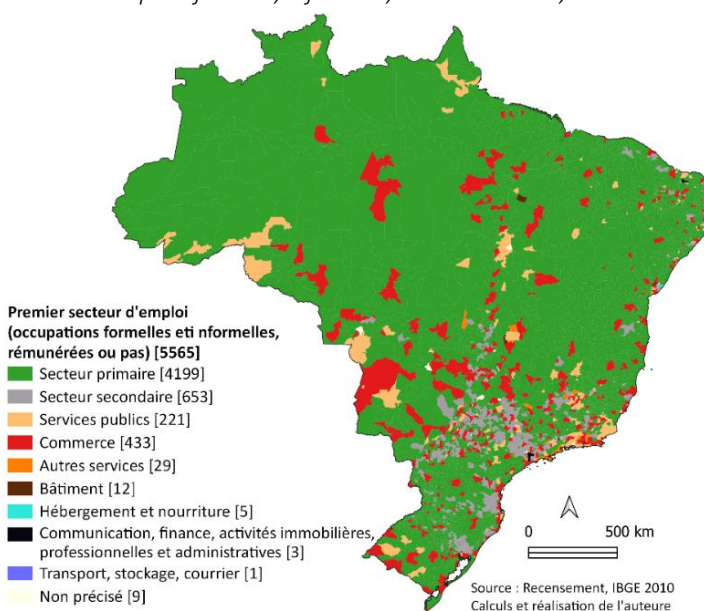 Premier secteur d'emploi
(occupations formelles eti nformelles,
rémunérées ou pas) [5565]
Secteur primaire [4199]
Secteur secondaire [653]
Services publics [221]
Commerce [433]
Autres services [29]
Bâtiment [12]
Hébergement et nourriture [5]
Communication, finance, activités immobilières,
professionnelles et administratives [3]
Transport, stockage, courrier [1]
Non précisé [9]
0 500 km
Source : Recensement, IBGE 2010
Calculs et réalisation de l'auteure